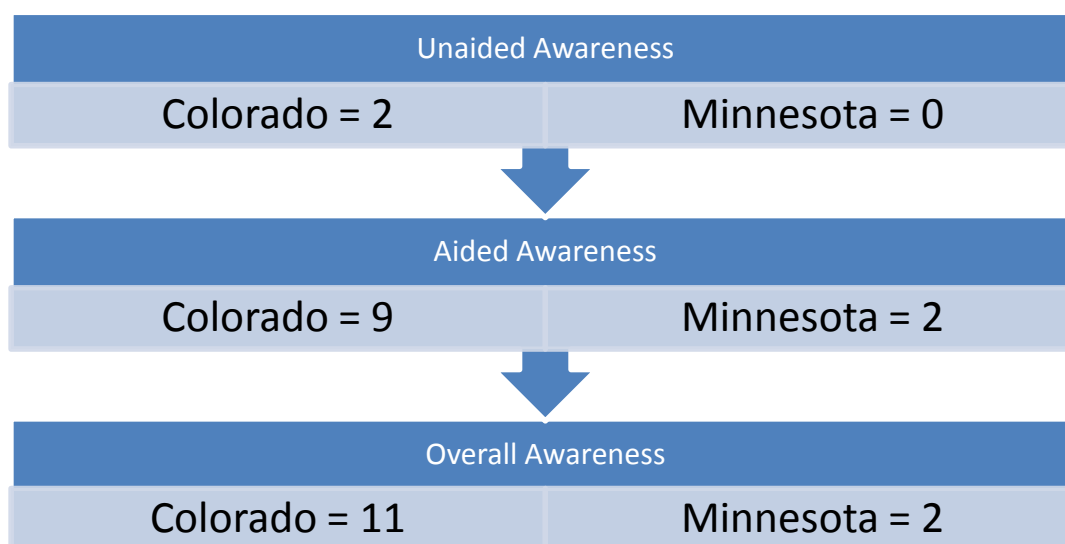 Unaided Awareness
Colorado = 2 Minnesota = 0
Aided Awareness
Colorado = 9 Minnesota = 2
Overall Awareness
Colorado = 11 Minnesota = 2